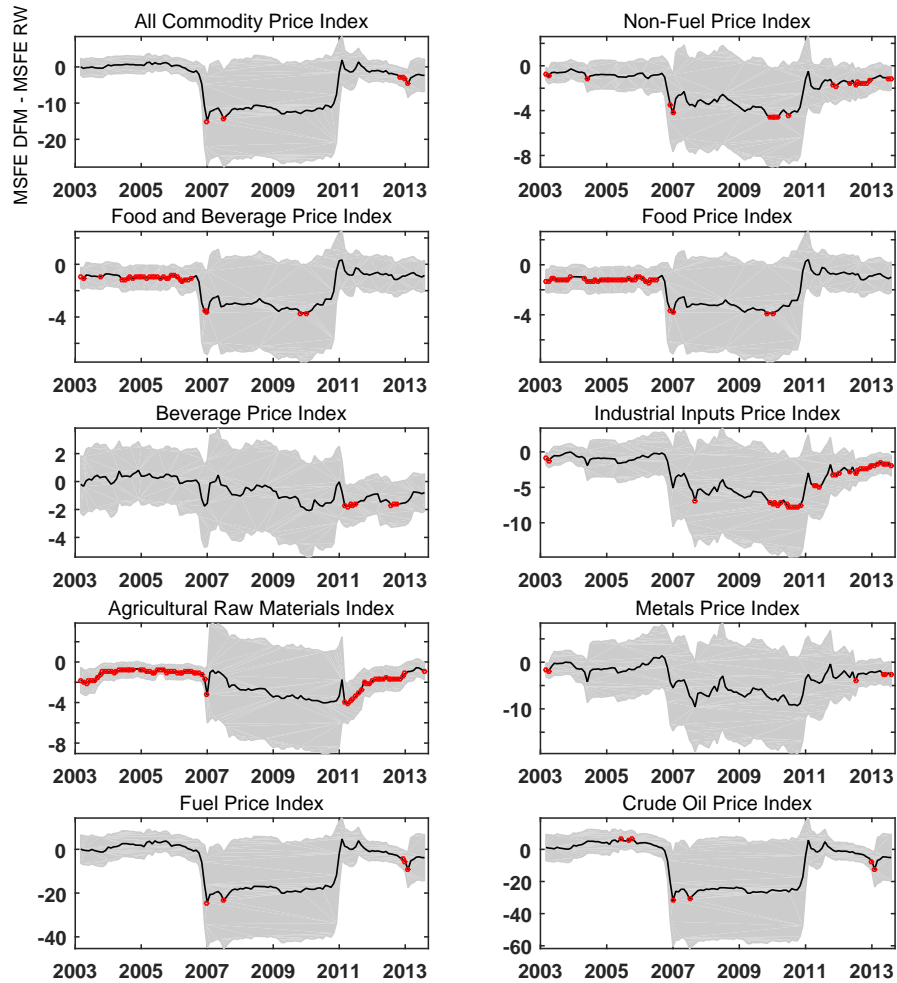 All Commodity Price Index
MSFE DFM - MSFE RW
0
-10
-20
2003 2005 2007 2009 2011 2013
Non-Fuel Price Index
0
-4
-8
2003 2005 2007 2009 2011 2013
Food and Beverage Price Index
0
-4
2003 2005 2007 2009 2011 2013
Food Price Index
0
-4
2003 2005 2007 2009 2011 2013
Beverage Price Index
2
0
-2
-4
2003 2005 2007 2009 2011 2013
Industrial Inputs Price Index
0
-5
-10
2003 2005 2007 2009 2011 2013
Agricultural Raw Materials Index
0
-4
-8
2003 2005 2007 2009 2011 2013
Metals Price Index
0
-10
2003 2005 2007 2009 2011 2013
Fuel Price Index
0
-20
-40
2003 2005 2007 2009 2011 2013
Crude Oil Price Index
0
-20
-40
-60
2003 2005 2007 2009 2011 2013